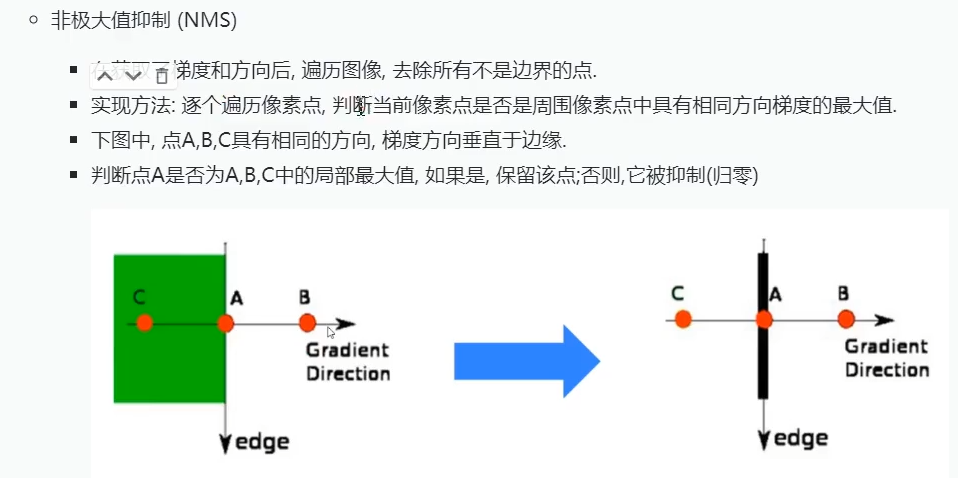 非极大值抑制 (NMS)
梯度和方向后, 遍历图像, 去除所有不是边界的点.
实现方法: 逐个遍历像素点, 判断当前像素点是否是周围像素点中具有相同方向梯度的最大值.
下图中, 点A,B,C具有相同的方向, 梯度方向垂直于边缘.
判断点A是否为A,B,C中的局部最大值, 如果是, 保留该点;否则,它被抑制(归零)
C A B
Gradient
Direction
edge
C A B
Gradient
Direction
edge